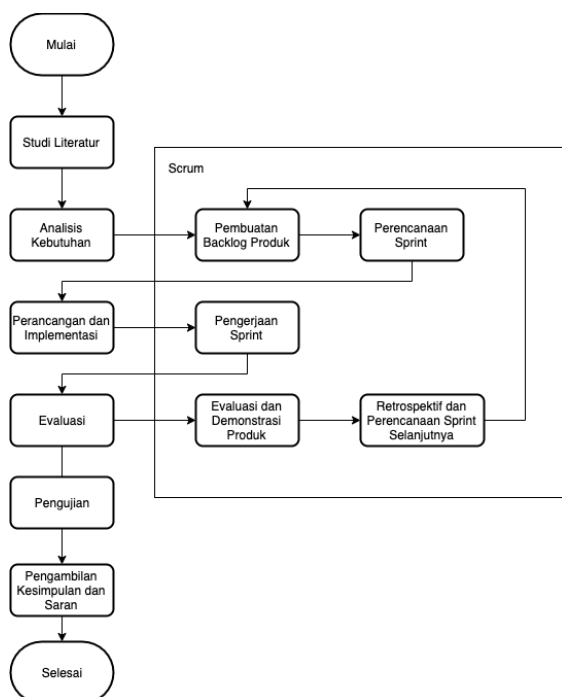 Mulai
Studi Literatur
Scrum
Analisis
Kebutuhan
Pembuatan
Backlog Produk
Perencanaan
Sprint
Perancangan dan
Implementasi
Pengerjaan
Sprint
Evaluasi
Evaluasi dan
Demonstrasi
Produk
Retrospektif dan
Perencanaan Sprint
Selanjutnya
Pengujian
Pengambilan
Kesimpulan dan
Saran
Selesai